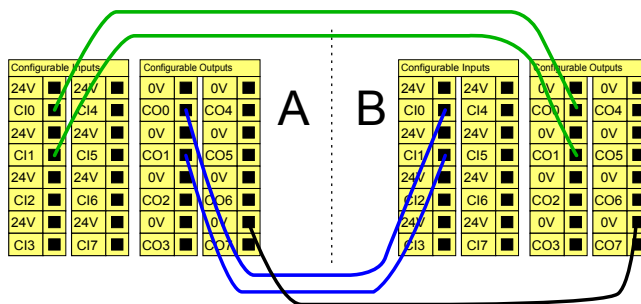 Configurable Inputs
24V 24V
CI0 CI4
24V 24V
CI1 CI5
24V 24V
CI2 CI6
24V 24V
CI3 CI7
Configurable Outputs
0V 0V
CO0 CO4
0V 0V
CO1 CO5
0V 0V
CO2 CO6
0V 0V
CO3 CO7
A
B
Configurable Inputs
24V 24V
CI0 CI4
24V 24V
CI1 CI5
24V 24V
CI2 CI6
24V 24V
CI3 CI7
Configurable Outputs
0V 0V
CO0 CO4
0V 0V
CO1 CO5
0V 0V
CO2 CO6
0V 0V
CO3 CO7